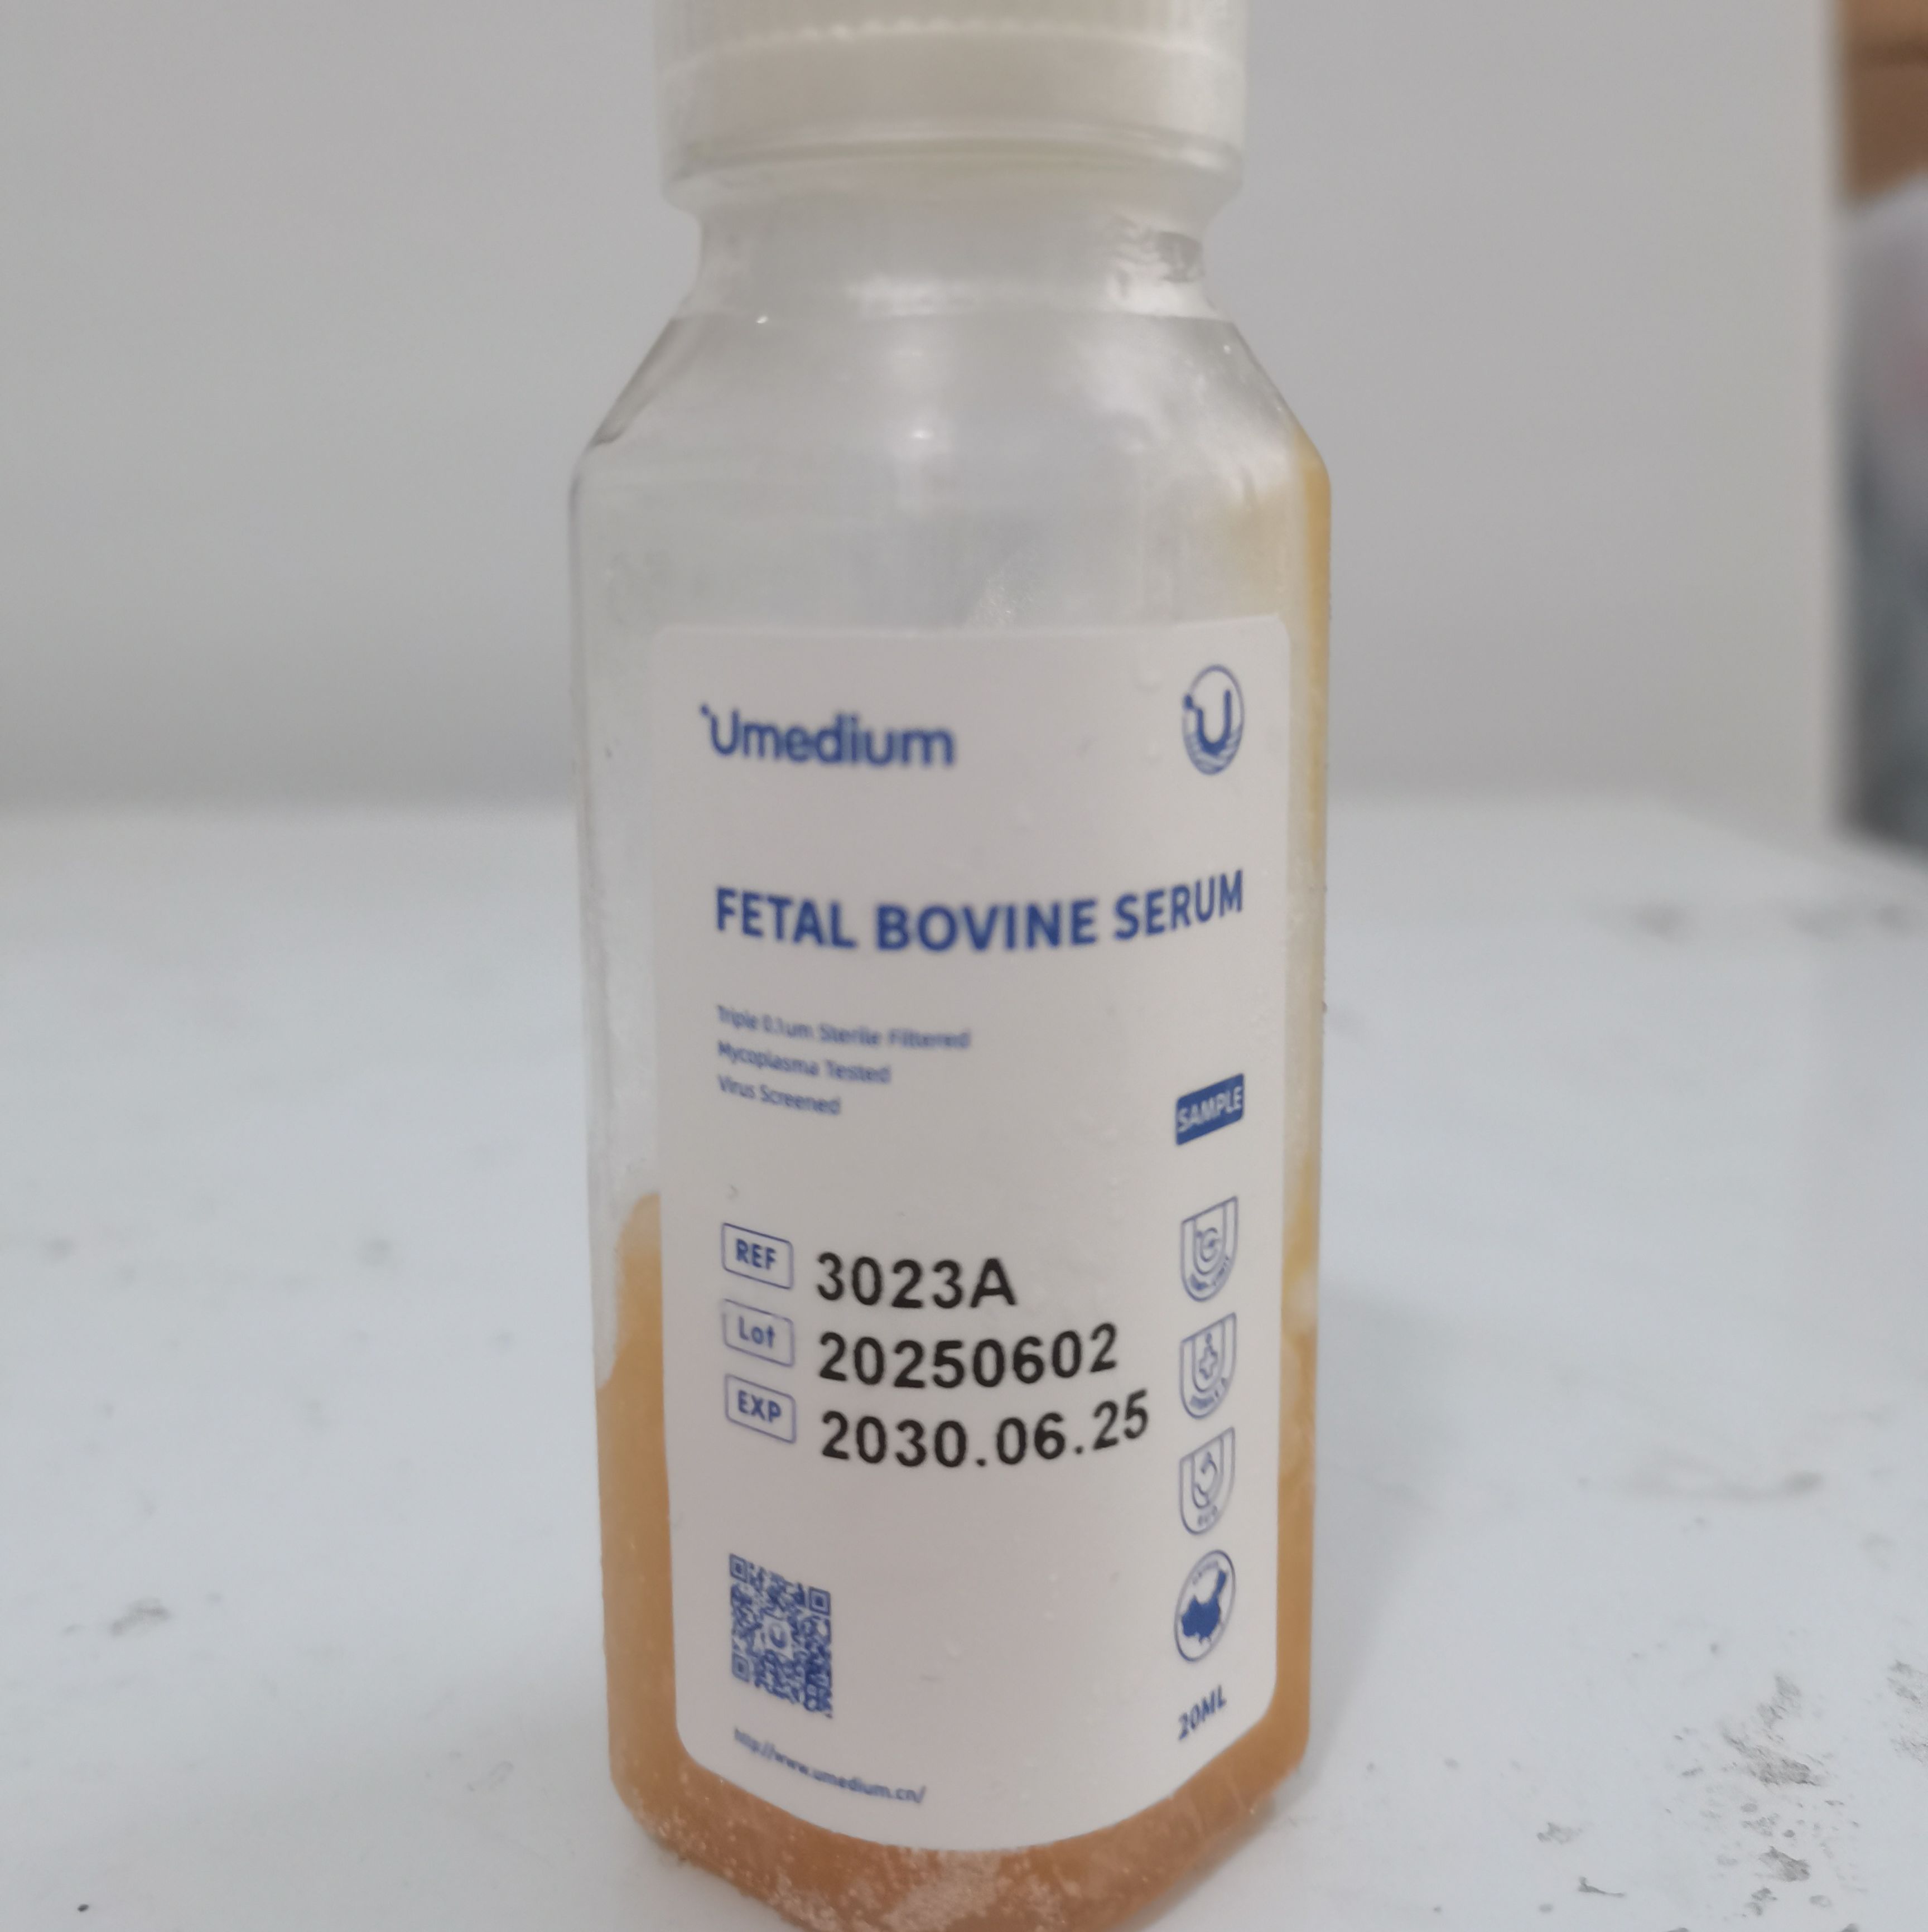 Umedium
FETAL BOVINE SERUM
Triple 0.1um Sterile Filtered
Mycoplasma Tested
Virus Screened
SAMPLE
REF 3023A
Lot 20250602
EXP 2030.06.25
20ML
http://www.umedium.cn/